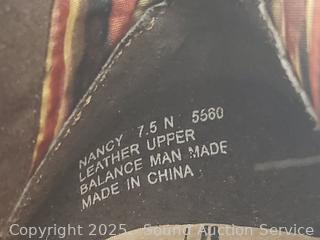 NANCY 7.5 N 5560
LEATHER UPPER
BALANCE MAN MADE
MADE IN CHINA
Copyright 2025 - Sound Auction Service